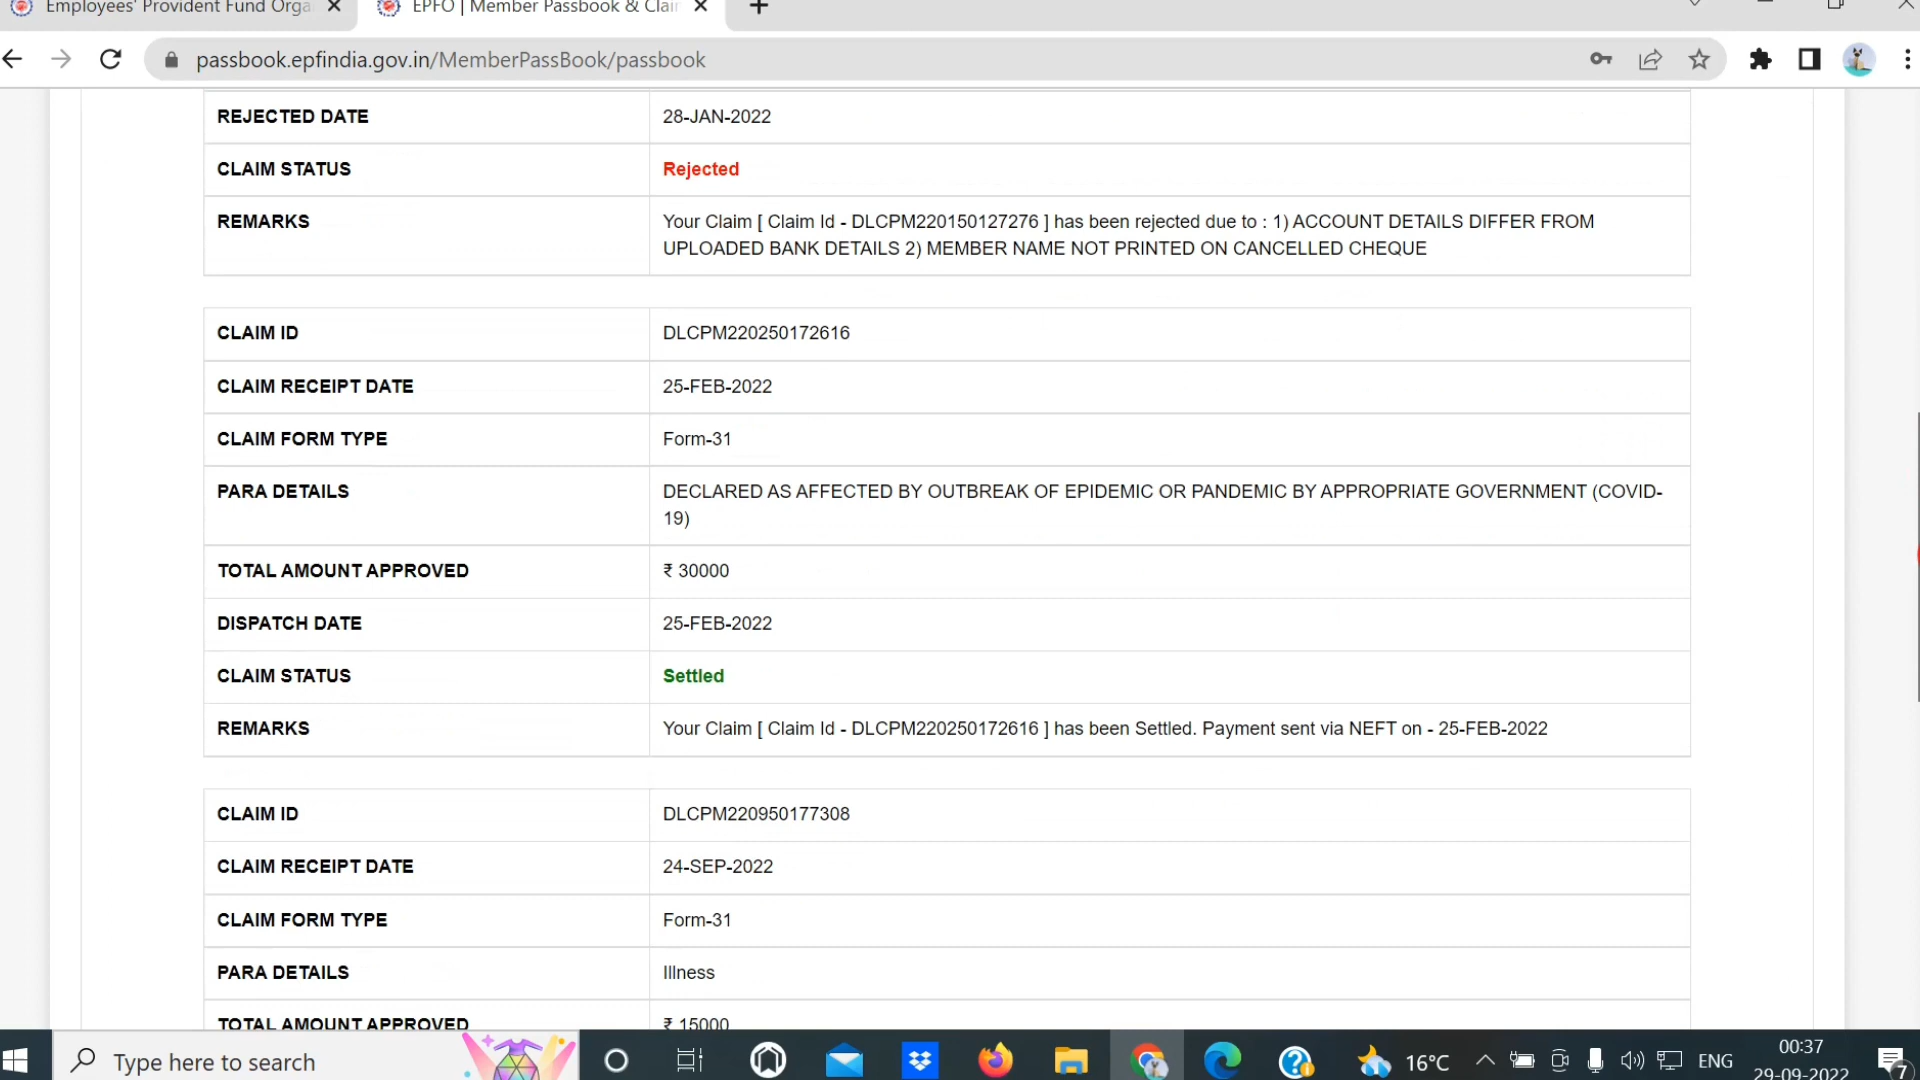 Employees' Provident Fund Orga
EPFO | Member Passbook & Clai
passbook.epfindia.gov.in/MemberPassBook/passbook
REJECTED DATE 28-JAN-2022
CLAIM STATUS Rejected
REMARKS Your Claim [ Claim Id - DLCPM220150127276 ] has been rejected due to : 1) ACCOUNT DETAILS DIFFER FROM
UPLOADED BANK DETAILS 2) MEMBER NAME NOT PRINTED ON CANCELLED CHEQUE
CLAIM ID DLCPM220250172616
CLAIM RECEIPT DATE 25-FEB-2022
CLAIM FORM TYPE Form-31
PARA DETAILS DECLARED AS AFFECTED BY OUTBREAK OF EPIDEMIC OR PANDEMIC BY APPROPRIATE GOVERNMENT (COVID-
19)
TOTAL AMOUNT APPROVED ₹ 30000
DISPATCH DATE 25-FEB-2022
CLAIM STATUS Settled
REMARKS Your Claim [ Claim Id - DLCPM220250172616 ] has been Settled. Payment sent via NEFT on - 25-FEB-2022
CLAIM ID DLCPM220950177308
CLAIM RECEIPT DATE 24-SEP-2022
CLAIM FORM TYPE Form-31
PARA DETAILS Illness
TOTAL AMOUNT APPROVED ₹ 15000
Type here to search
16°C
ENG
00:37
29-09-2022
7